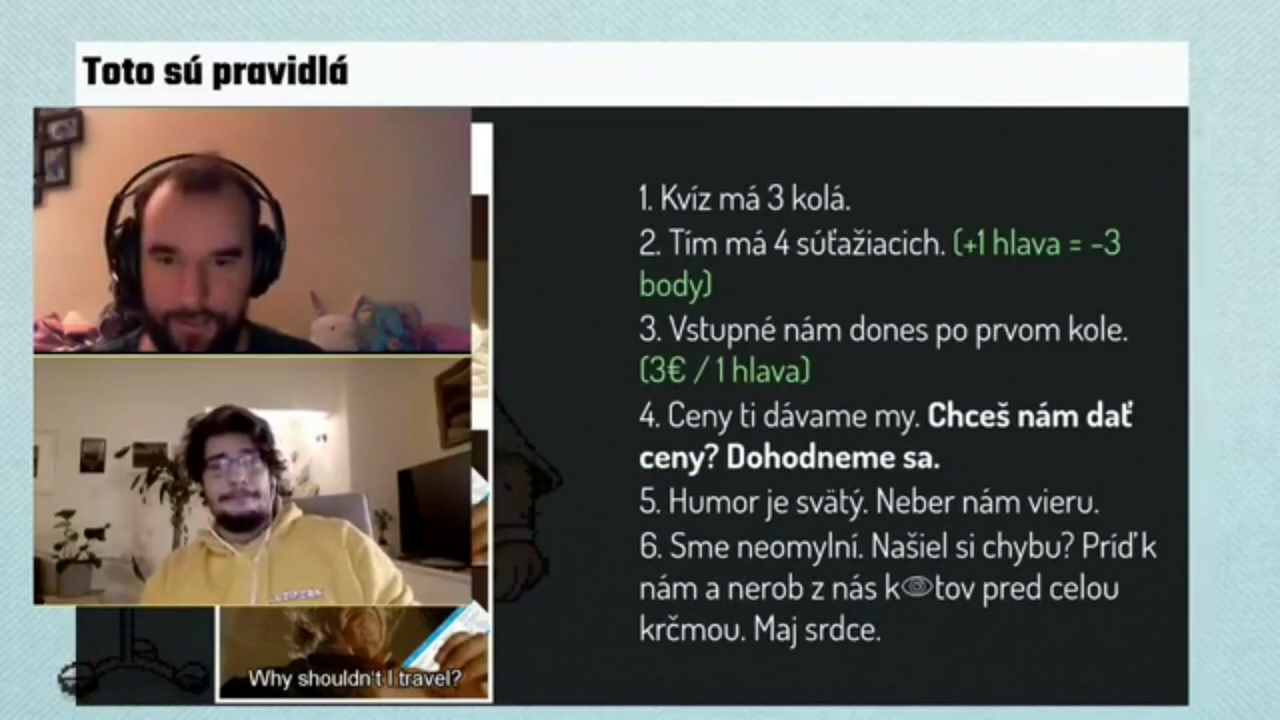 Toto sú pravidlá
1. Kvíz má 3 kolá.
2. Tím má 4 súťažiacich. (+1 hlava = -3
body)
3. Vstupné nám dones po prvom kole.
(3€ / 1 hlava)
4. Ceny ti dávame my. Chceš nám dať
ceny? Dohodneme sa.
5. Humor je svätý. Neber nám vieru.
6. Sme neomylní. Našiel si chybu? Príď k
nám a nerob z nás k👁tov pred celou
krčmou. Maj srdce.
Why shouldn't I travel?